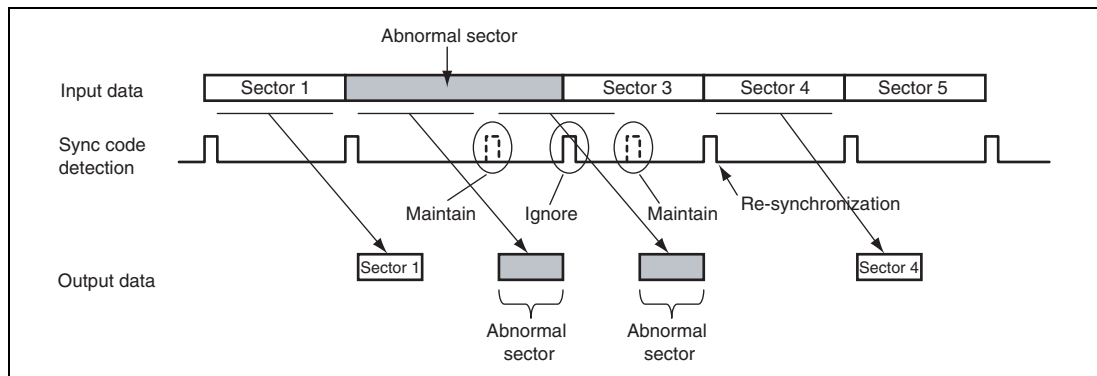 Abnormal sector
Input data
Sector 1
Sector 3
Sector 4
Sector 5
Sync code
detection
Maintain
Ignore
Maintain
Re-synchronization
Output data
Sector 1
Sector 4
Abnormal
sector
Abnormal
sector